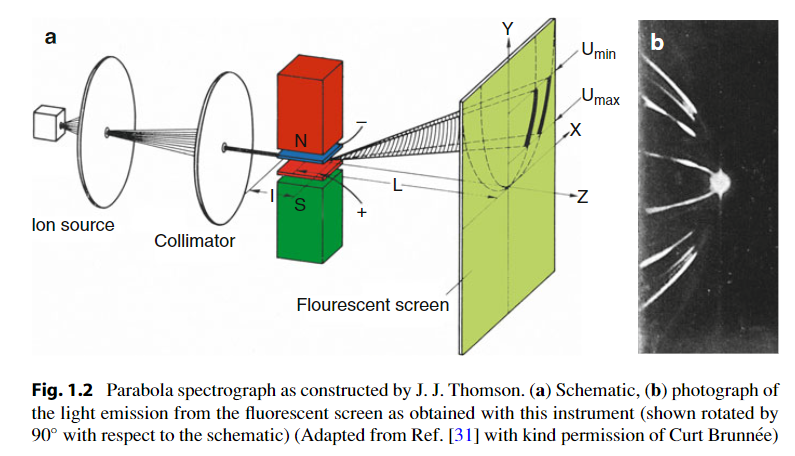 a
b
Y
U min
U max
X
N
–
L
Z
l
S
+
Ion source
Collimator
Flourescent screen
Fig. 1.2 Parabola spectrograph as constructed by J. J. Thomson. (a) Schematic, (b) photograph of
the light emission from the fluorescent screen as obtained with this instrument (shown rotated by
90° with respect to the schematic) (Adapted from Ref. [31] with kind permission of Curt Brunnée)